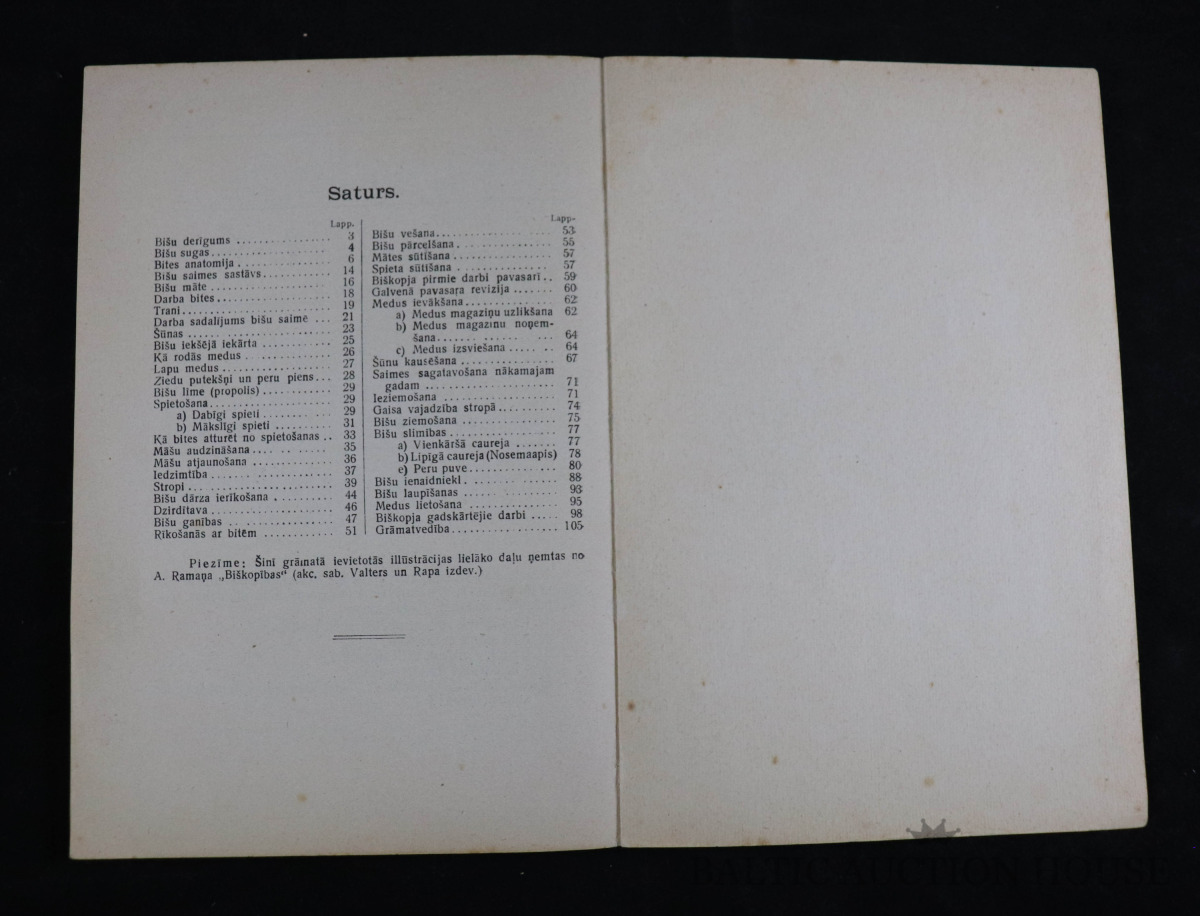 Saturs.
Lapp.
Bišu derīgums ................ 3
Bišu sugas .................... 4
Bites anatomija ............... 6
Bišu saimes sastāvs ............ 14
Bišu māte ..................... 16
Darba bites .................... 18
Trani ......................... 19
Darba sadalījums bišu saimē ... 21
Šūnas ......................... 23
Bišu iekšējā iekārta ............ 25
Kā rodās medus ............... 26
Lapu medus ................... 27
Ziedu putekšņi un peru piens ... 28
Bišu līme (propolis) ............ 29
Spietošana ..................... 29
a) Dabīgi spieti ............ 29
b) Mākslīgi spieti .......... 31
Kā bites atturēt no spietošanas .. 33
Māšu audzināšana ............. 35
Māšu atjaunošana ............. 36
Iedzimtība .................... 37
Stropi ......................... 39
Bišu dārza ierīkošana .......... 44
Dzirdītava ..................... 46
Bišu ganības .................. 47
Rīkošanās ar bitēm ............ 51
Lapp-
Bišu vešana .................... 53
Bišu pārcelšana ................ 55
Mātes sūtīšana ................. 57
Spieta sūtīšana ................ 57
Biškopja pirmie darbi pavasarī .. 59
Galvenā pavasaŗa revizija ....... 60
Medus ievākšana ............... 62
a) Medus magaziņu uzlikšana 62
b) Medus magazinu noņem-
šana .................... 64
c) Medus izsviešana ....... 64
Šūnu kausēšana ................ 67
Saimes sagatavošana nākamajam
gadam ...................... 71
Ieziemošana .................... 71
Gaisa vajadzība stropā .......... 74
Bišu ziemošana ................ 75
Bišu slimības ................... 77
a) Vienkāršā caureja ....... 77
b) Lipīgā caureja (Nosemaapis) 78
c) Peru puve .............. 80
Bišu ienaidniekl ................. 88
Bišu laupīšanas ................ 93
Medus lietošana ............... 95
Biškopja gadskārtējie darbi ..... 98
Grāmatvedība .................. 105
Piezīme: Šinī grāmatā ievietotās illūstrācijas lielāko daļu ņemtas no
A. Ramaņa „Biškopības“ (akc. sab. Valters un Rapa izdev.)
BALTIC AUCTION HOUSE